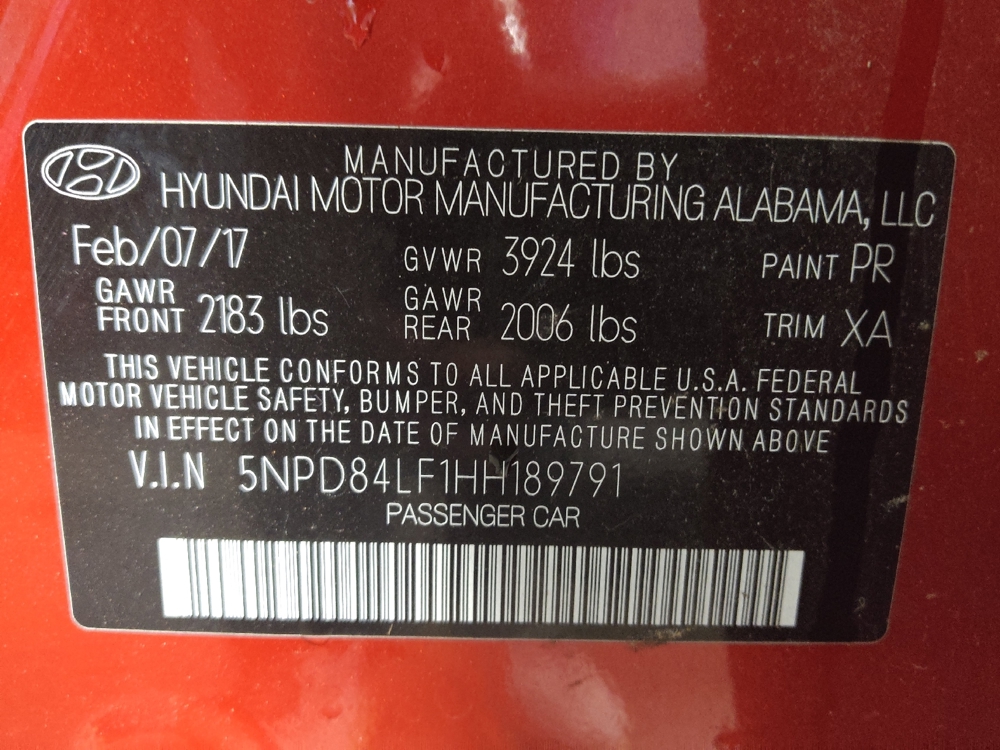 MANUFACTURED BY
HYUNDAI MOTOR MANUFACTURING ALABAMA, LLC
Feb/07/17 GVWR 3924 lbs PAINT PR
GAWR FRONT 2183 lbs GAWR REAR 2006 lbs TRIM XA
THIS VEHICLE CONFORMS TO ALL APPLICABLE U.S.A. FEDERAL
MOTOR VEHICLE SAFETY, BUMPER, AND THEFT PREVENTION STANDARDS
IN EFFECT ON THE DATE OF MANUFACTURE SHOWN ABOVE
V.I.N 5NPD84LF1HH189791
PASSENGER CAR